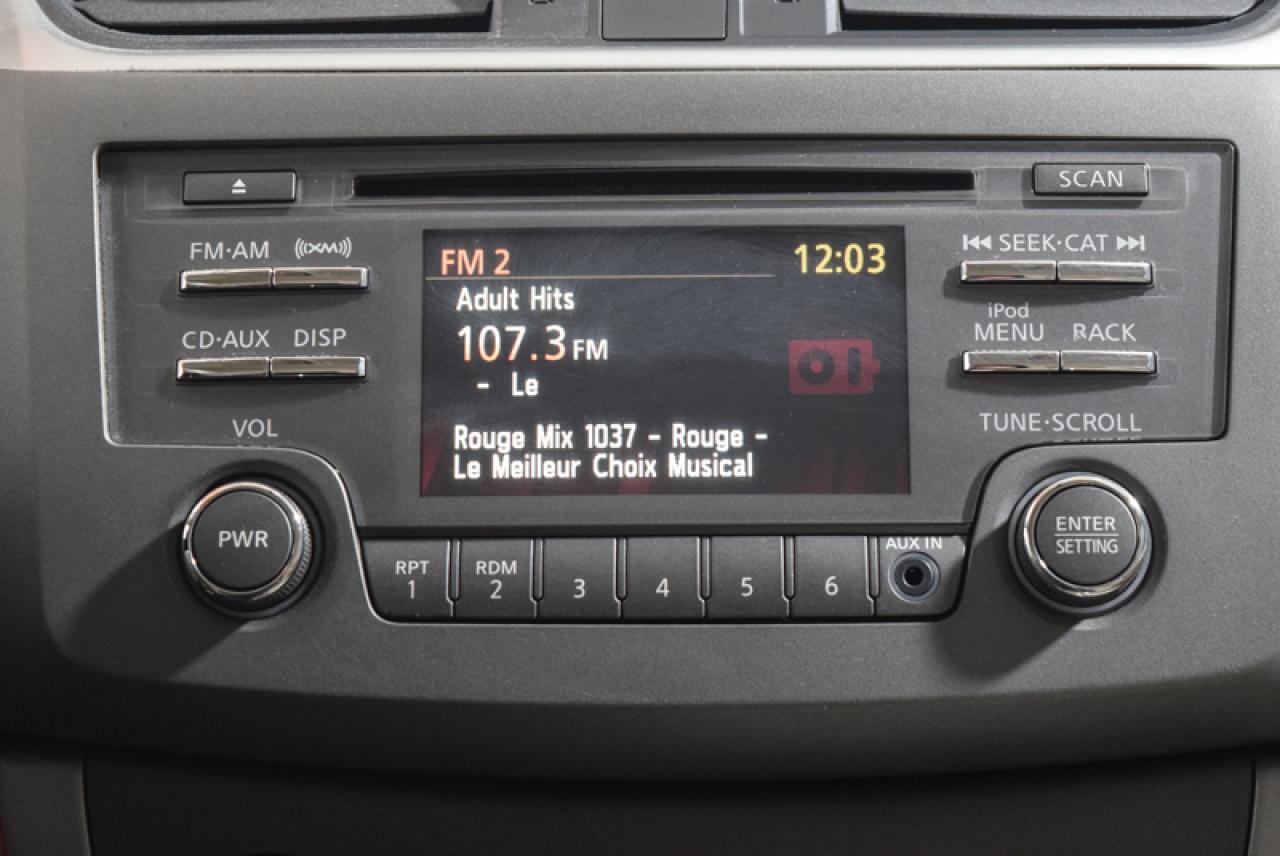 SCAN
FM·AM
XM
SEEK·CAT
CD·AUX
DISP
iPod
MENU
RACK
VOL
TUNE·SCROLL
FM 2
12:03
Adult Hits
107.3 FM
- Le
Rouge Mix 1037 - Rouge -
Le Meilleur Choix Musical
PWR
ENTER
SETTING
RPT
1
RDM
2
3
4
5
6
AUX IN